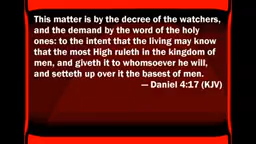 This matter is by the decree of the watchers,
and the demand by the word of the holy
ones: to the intent that the living may know
that the most High ruleth in the kingdom of
men, and giveth it to whomsoever he will,
and setteth up over it the basest of men.
— Daniel 4:17 (KJV)